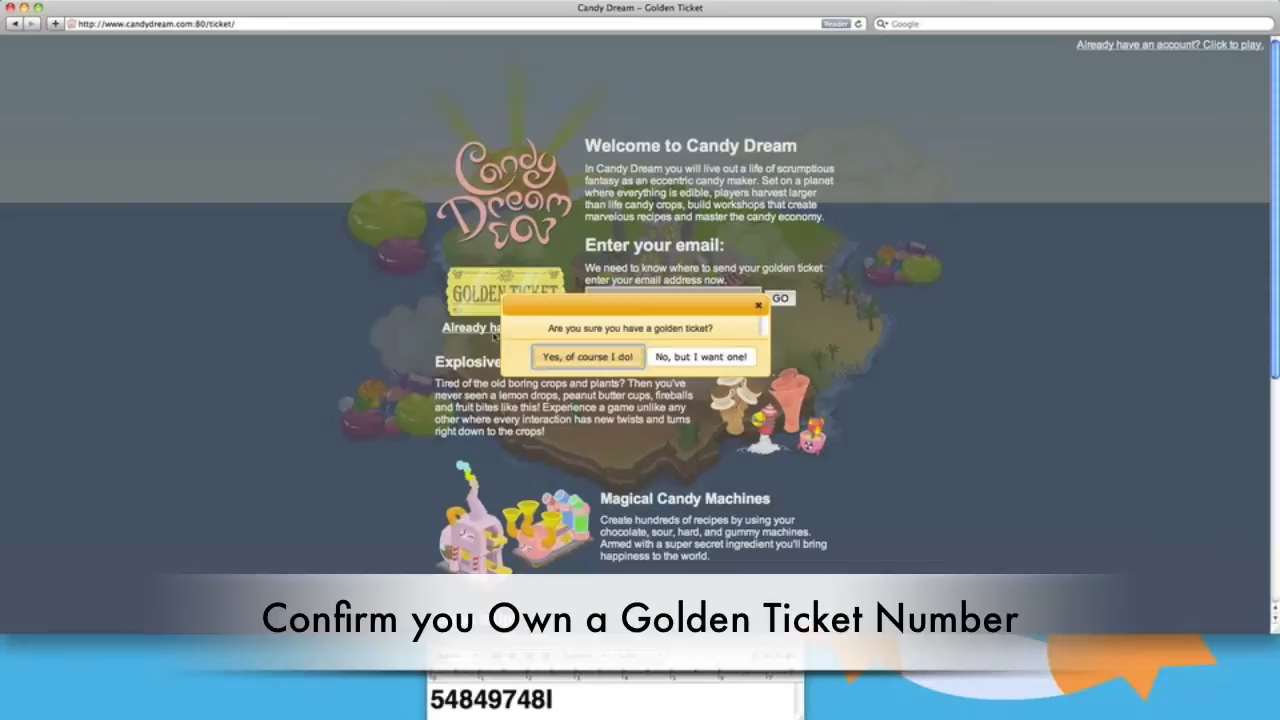 Candy Dream – Golden Ticket
http://www.candydream.com:80/ticket/
Reader
Google
Already have an account? Click to play.
Candy
Dream
Welcome to Candy Dream
In Candy Dream you will live out a life of scrumptious
fantasy as an eccentric candy maker. Set on a planet
where everything is edible, players harvest larger
than life candy crops, build workshops that create
marvelous recipes and master the candy economy.
Enter your email:
We need to know where to send your golden ticket
enter your email address now.
GO
GOLDEN TICKET
Already ha
Are you sure you have a golden ticket?
Yes, of course I do!
No, but I want one!
Explosive
Tired of the old boring crops and plants? Then you've
never seen a lemon drops, peanut butter cups, fireballs
and fruit bites like this! Experience a game unlike any
other where every interaction has new twists and turns
right down to the crops!
Magical Candy Machines
Create hundreds of recipes by using your
chocolate, sour, hard, and gummy machines.
Armed with a super secret ingredient you'll bring
happiness to the world.
Confirm you Own a Golden Ticket Number
54849748